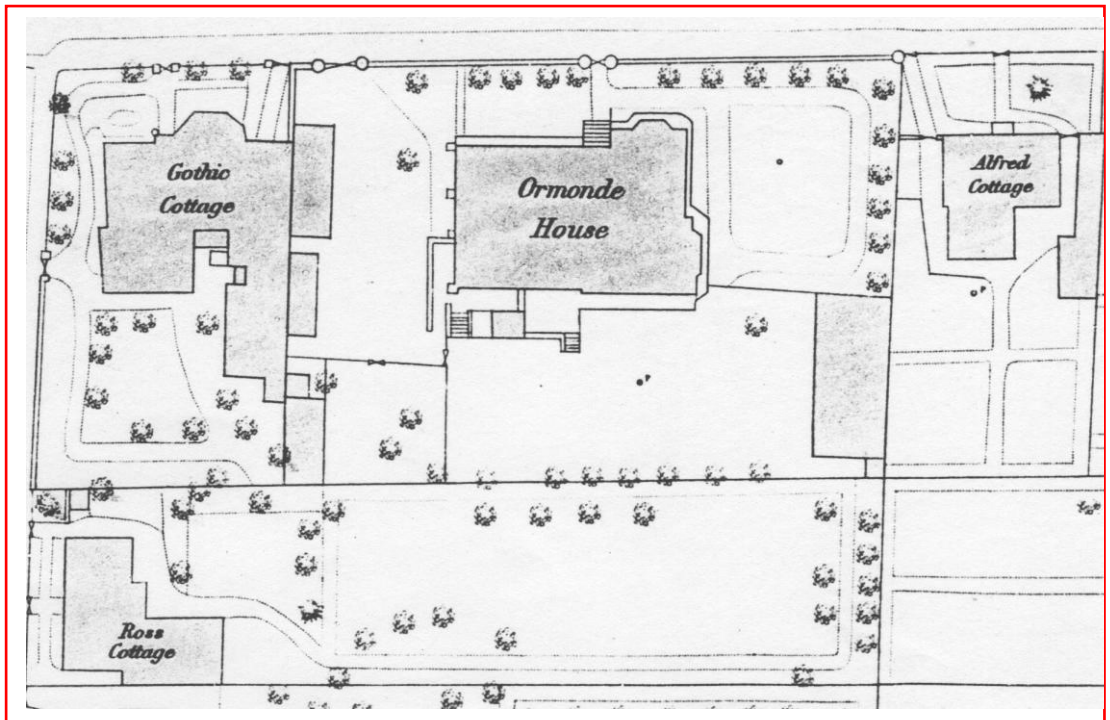 Gothic
Cottage
Ormonde
House
Alfred
Cottage
P
P
Ross
Cottage